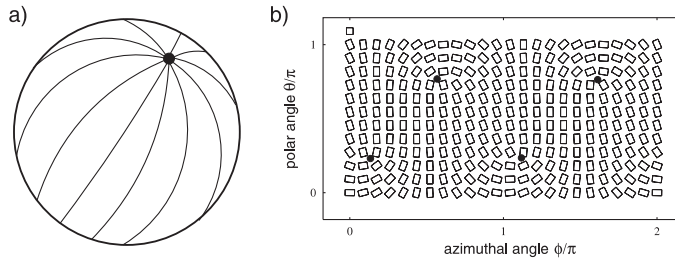 a)
b)
1
0
polar angle θ/π
0
1
2
azimuthal angle ϕ/π